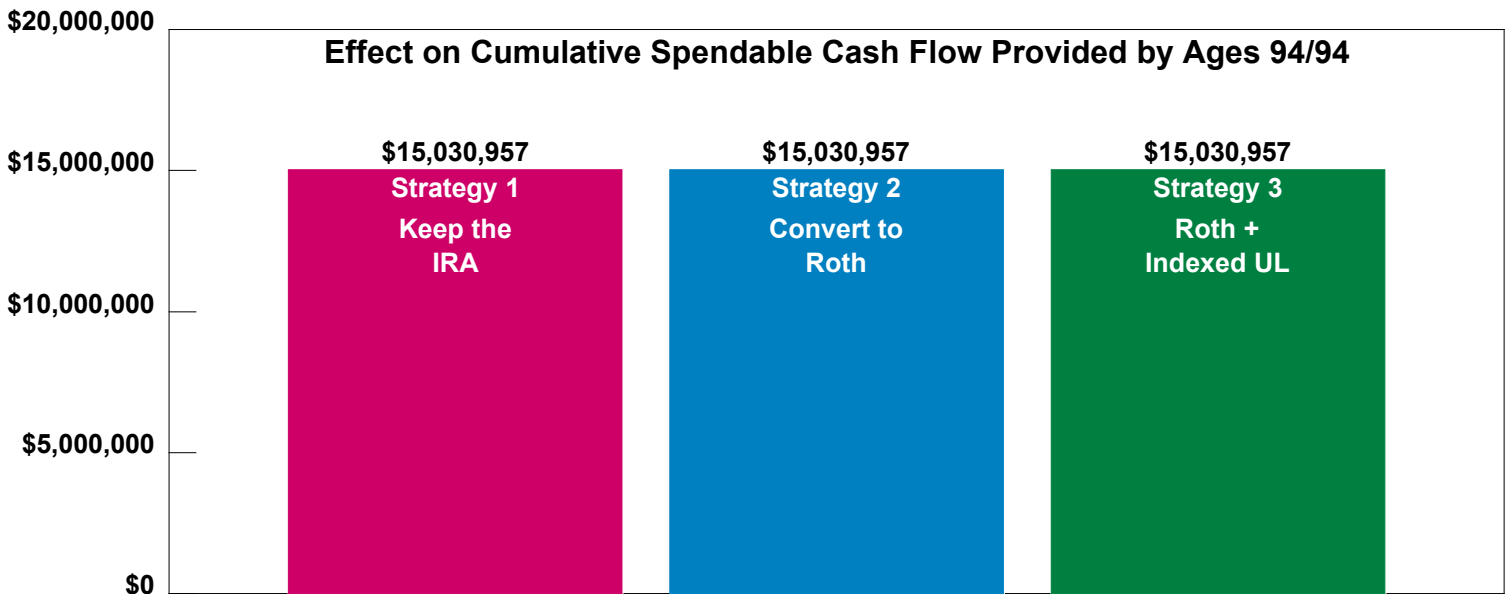 $20,000,000
Effect on Cumulative Spendable Cash Flow Provided by Ages 94/94
$15,030,957
$15,030,957
$15,030,957
$15,000,000
Strategy 1
Keep the
IRA
Strategy 2
Convert to
Roth
Strategy 3
Roth +
Indexed UL
$10,000,000
$5,000,000
$0